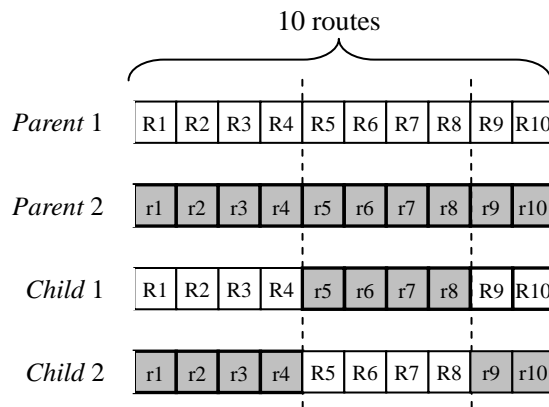 10 routes
Parent 1 R1 R2 R3 R4 R5 R6 R7 R8 R9 R10
Parent 2 r1 r2 r3 r4 r5 r6 r7 r8 r9 r10
Child 1 R1 R2 R3 R4 r5 r6 r7 r8 R9 R10
Child 2 r1 r2 r3 r4 R5 R6 R7 R8 r9 r10